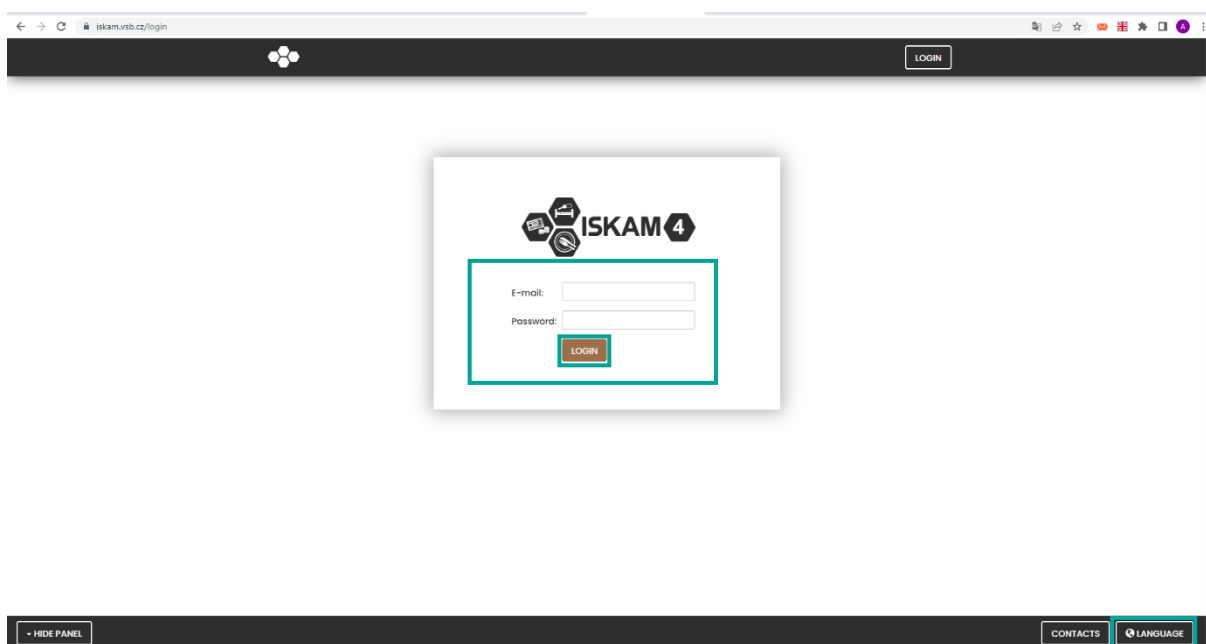 iskam.vsb.cz/login
A
LOGIN
ISKAM 4
E-mail:
Password:
LOGIN
HIDE PANEL
CONTACTS
LANGUAGE